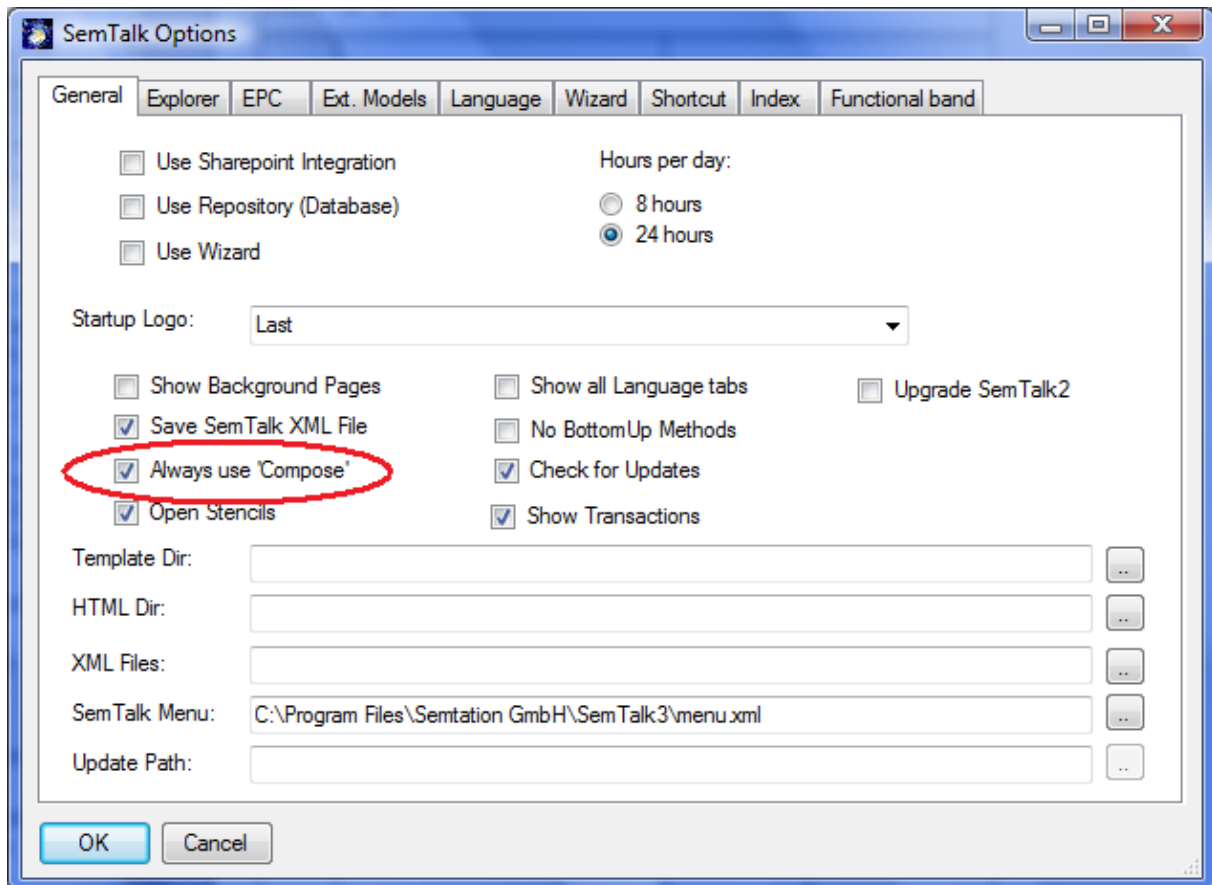 SemTalk Options
General Explorer EPC Ext. Models Language Wizard Shortcut Index Functional band
Use Sharepoint Integration
Hours per day:
Use Repository (Database)
8 hours
24 hours
Use Wizard
Startup Logo: Last
Show Background Pages
Show all Language tabs
Upgrade SemTalk2
Save SemTalk XML File
No BottomUp Methods
Always use 'Compose'
Check for Updates
Open Stencils
Show Transactions
Template Dir: ..
HTML Dir: ..
XML Files: ..
SemTalk Menu: C:\Program Files\Semtation GmbH\SemTalk3\menu.xml ..
Update Path: ..
OK Cancel